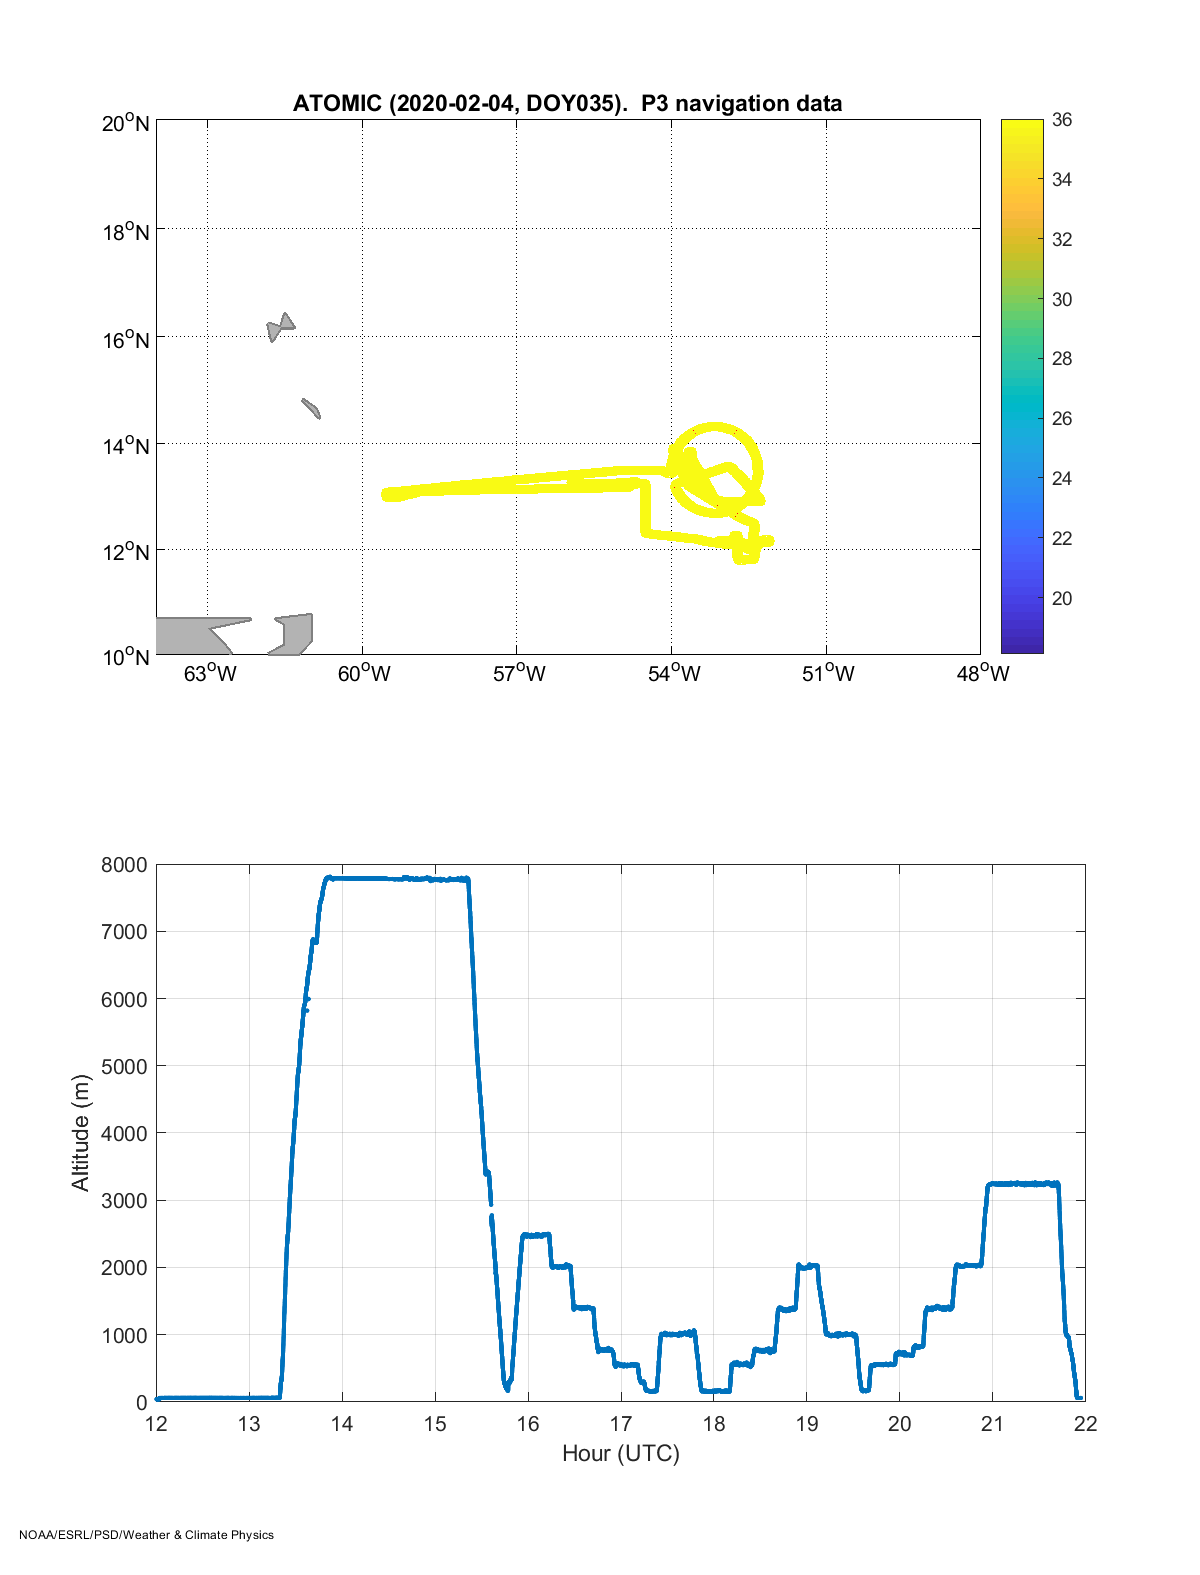 ATOMIC (2020-02-04, DOY035).  P3 navigation data
20°N
18°N
16°N
14°N
12°N
10°N
63°W 60°W 57°W 54°W 51°W 48°W
36
34
32
30
28
26
24
22
20
8000
7000
6000
5000
4000
3000
2000
1000
0
Altitude (m)
12 13 14 15 16 17 18 19 20 21 22
Hour (UTC)
NOAA/ESRL/PSD/Weather & Climate Physics